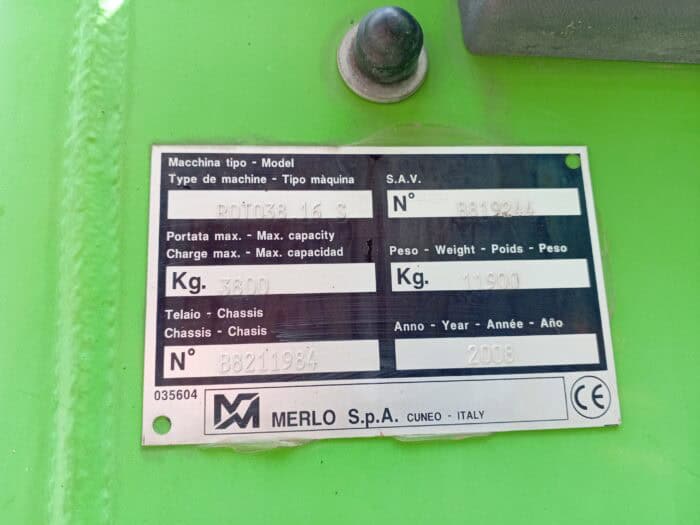 Macchina tipo - Model
Type de machine - Tipo màquina
ROTO38.16 S
S.A.V.
N° B819244
Portata max. - Max. capacity
Charge max. - Max. capacidad
Kg. 3800
Peso - Weight - Poids - Peso
Kg. 11900
Telaio - Chassis
Chassis - Chasis
N° B8211984
Anno - Year - Année - Año
2008
035604
MERLO S.p.A. CUNEO - ITALY
CE